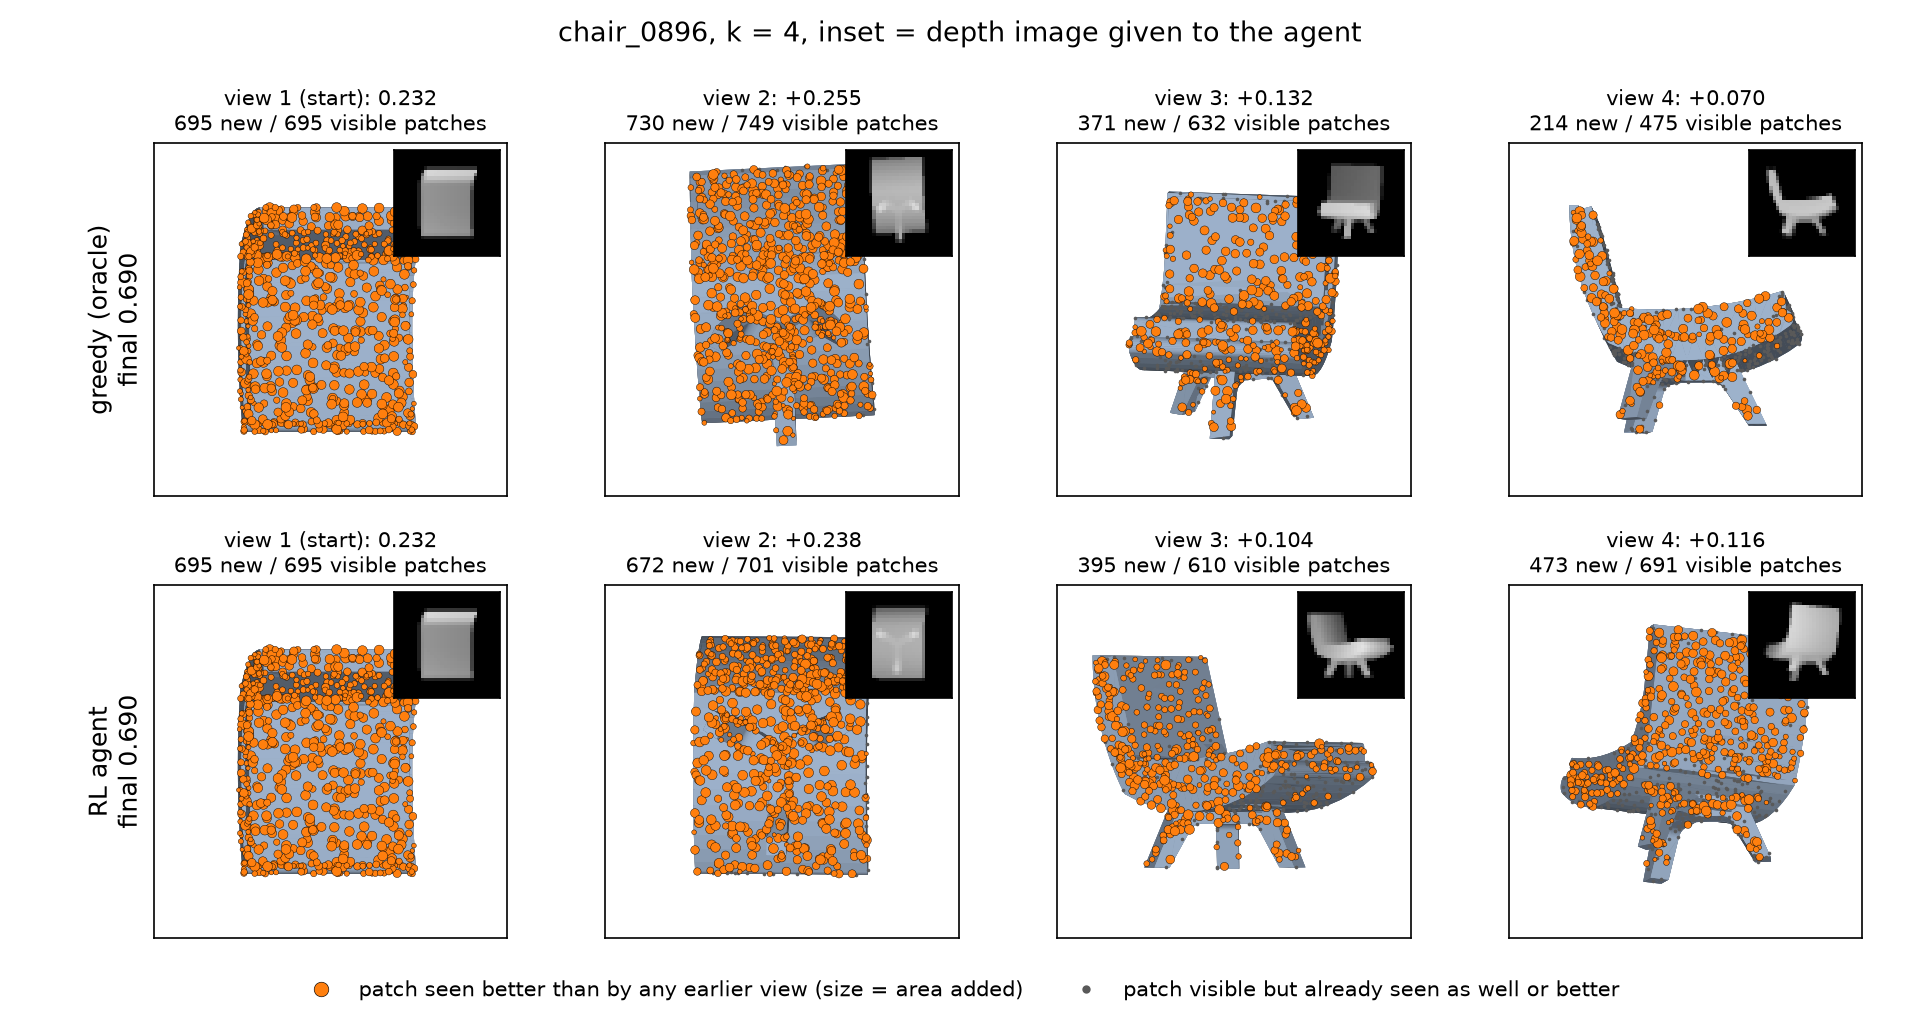 chair_0896, k = 4, inset = depth image given to the agent
view 1 (start): 0.232
695 new / 695 visible patches
view 2: +0.255
730 new / 749 visible patches
view 3: +0.132
371 new / 632 visible patches
view 4: +0.070
214 new / 475 visible patches
greedy (oracle)
final 0.690
view 1 (start): 0.232
695 new / 695 visible patches
view 2: +0.238
672 new / 701 visible patches
view 3: +0.104
395 new / 610 visible patches
view 4: +0.116
473 new / 691 visible patches
RL agent
final 0.690
patch seen better than by any earlier view (size = area added)
patch visible but already seen as well or better